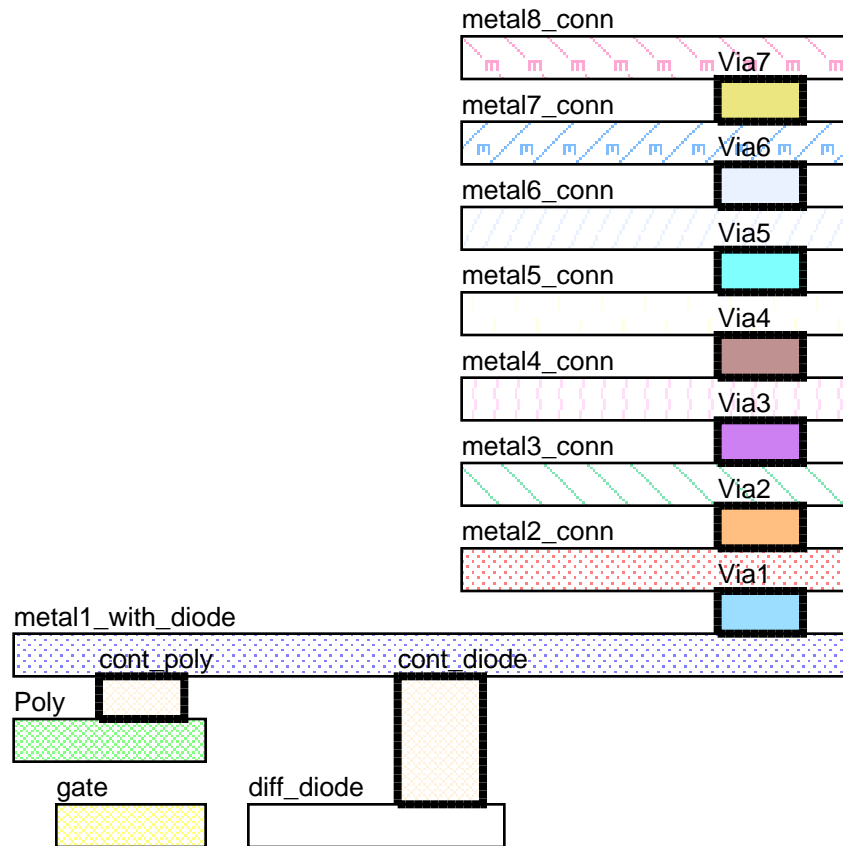 metal8_conn
Via7
metal7_conn
Via6
metal6_conn
Via5
metal5_conn
Via4
metal4_conn
Via3
metal3_conn
Via2
metal2_conn
Via1
metal1_with_diode
cont_poly cont_diode
Poly
gate diff_diode